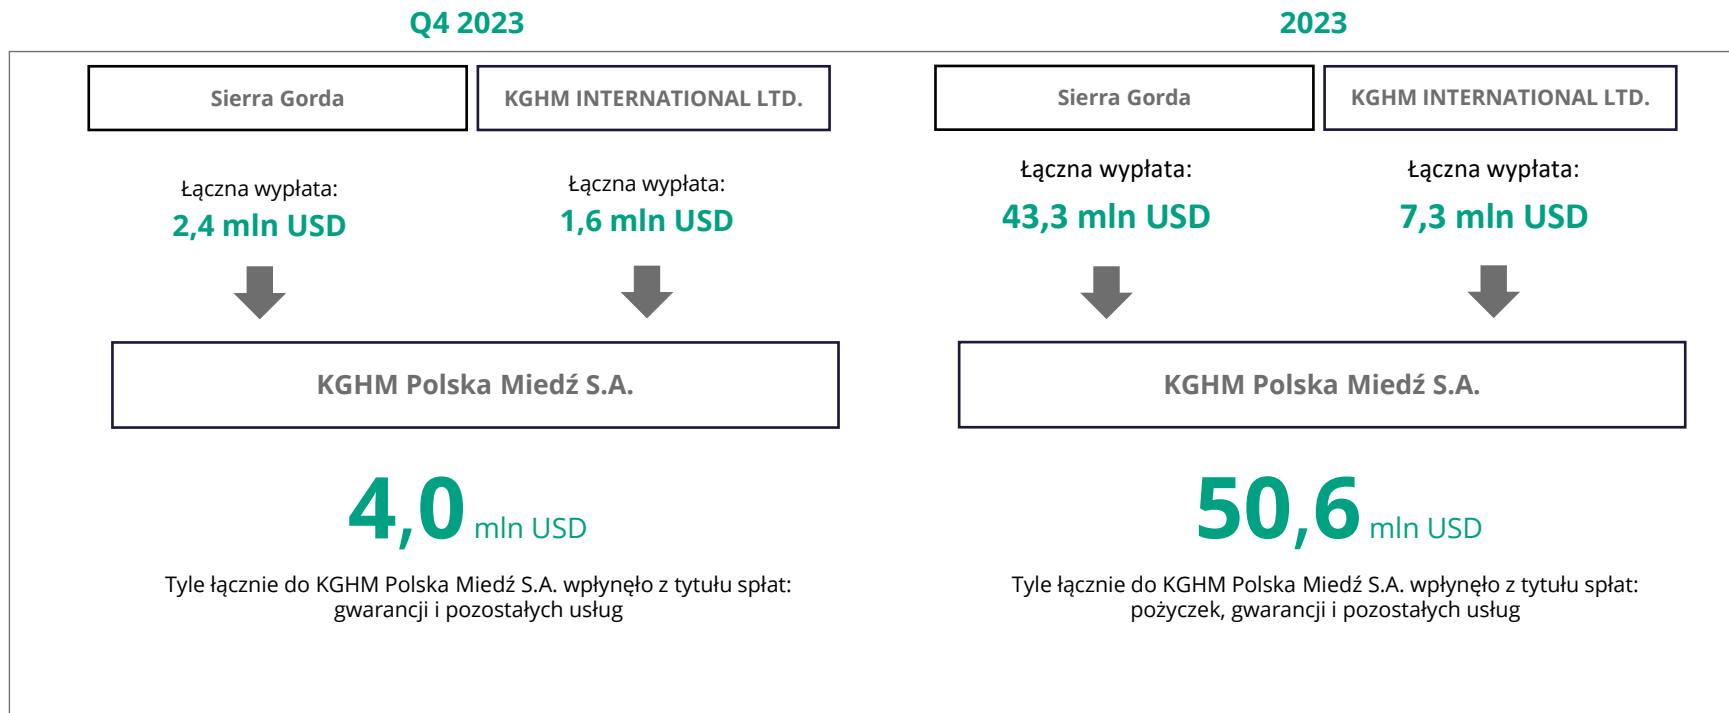 Q4 2023
Sierra Gorda
KGHM INTERNATIONAL LTD.
Łączna wypłata:
2,4 mln USD
Łączna wypłata:
1,6 mln USD
KGHM Polska Miedź S.A.
4,0 mln USD
Tyle łącznie do KGHM Polska Miedź S.A. wpłynęło z tytułu spłat:
gwarancji i pozostałych usług
2023
Sierra Gorda
KGHM INTERNATIONAL LTD.
Łączna wypłata:
43,3 mln USD
Łączna wypłata:
7,3 mln USD
KGHM Polska Miedź S.A.
50,6 mln USD
Tyle łącznie do KGHM Polska Miedź S.A. wpłynęło z tytułu spłat:
pożyczek, gwarancji i pozostałych usług